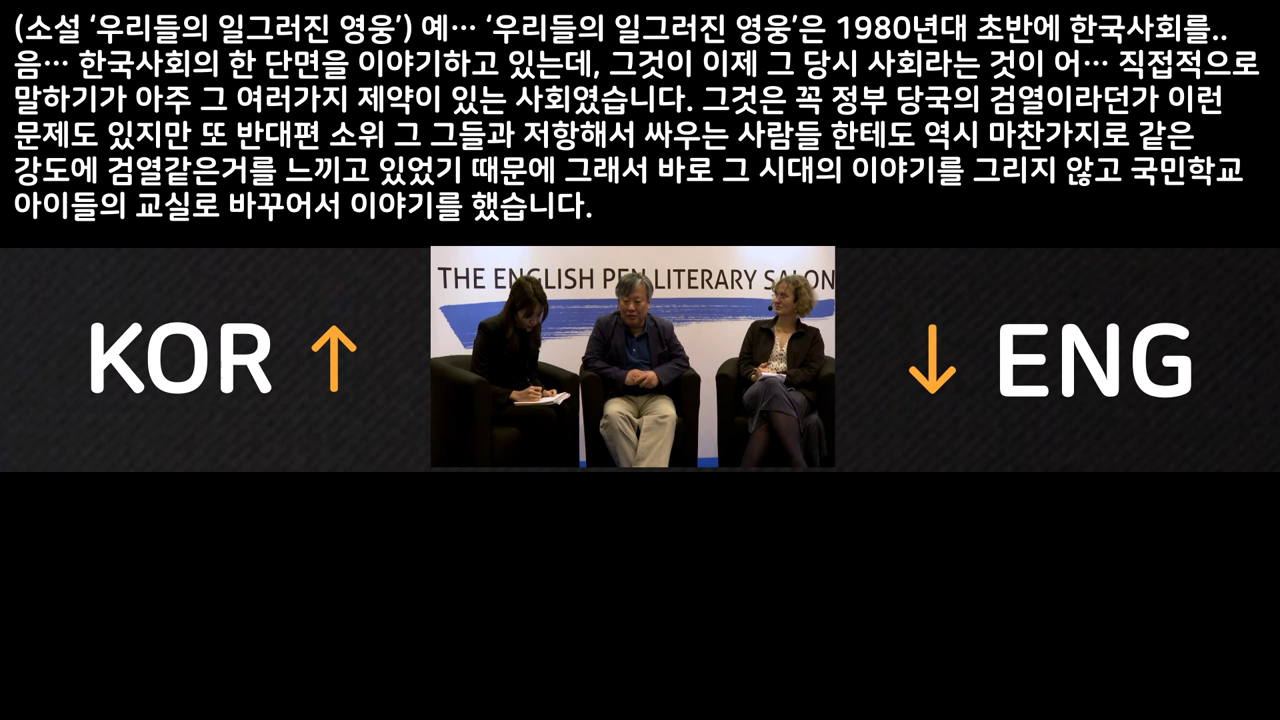 (소설 ‘우리들의 일그러진 영웅’) 예… ‘우리들의 일그러진 영웅’은 1980년대 초반에 한국사회를..
음… 한국사회의 한 단면을 이야기하고 있는데, 그것이 이제 그 당시 사회라는 것이 어… 직접적으로
말하기가 아주 그 여러가지 제약이 있는 사회였습니다. 그것은 꼭 정부 당국의 검열이라던가 이런
문제도 있지만 또 반대편 소위 그 그들과 저항해서 싸우는 사람들 한테도 역시 마찬가지로 같은
강도에 검열같은거를 느끼고 있었기 때문에 그래서 바로 그 시대의 이야기를 그리지 않고 국민학교
아이들의 교실로 바꾸어서 이야기를 했습니다.
THE ENGLISH PEN LITERARY SALON
KOR ↑
↓ ENG